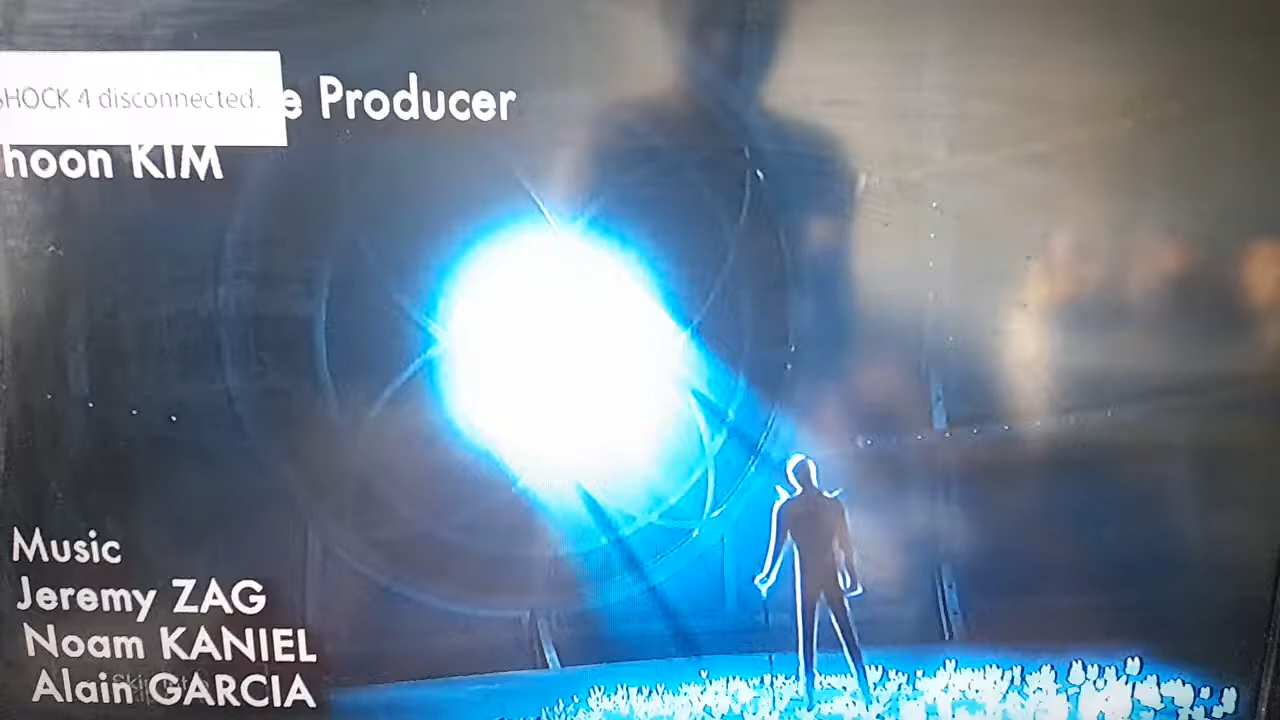 SHOCK 4 disconnected.
e Producer
hoon KIM
Music
Jeremy ZAG
Noam KANIEL
Alain GARCIA